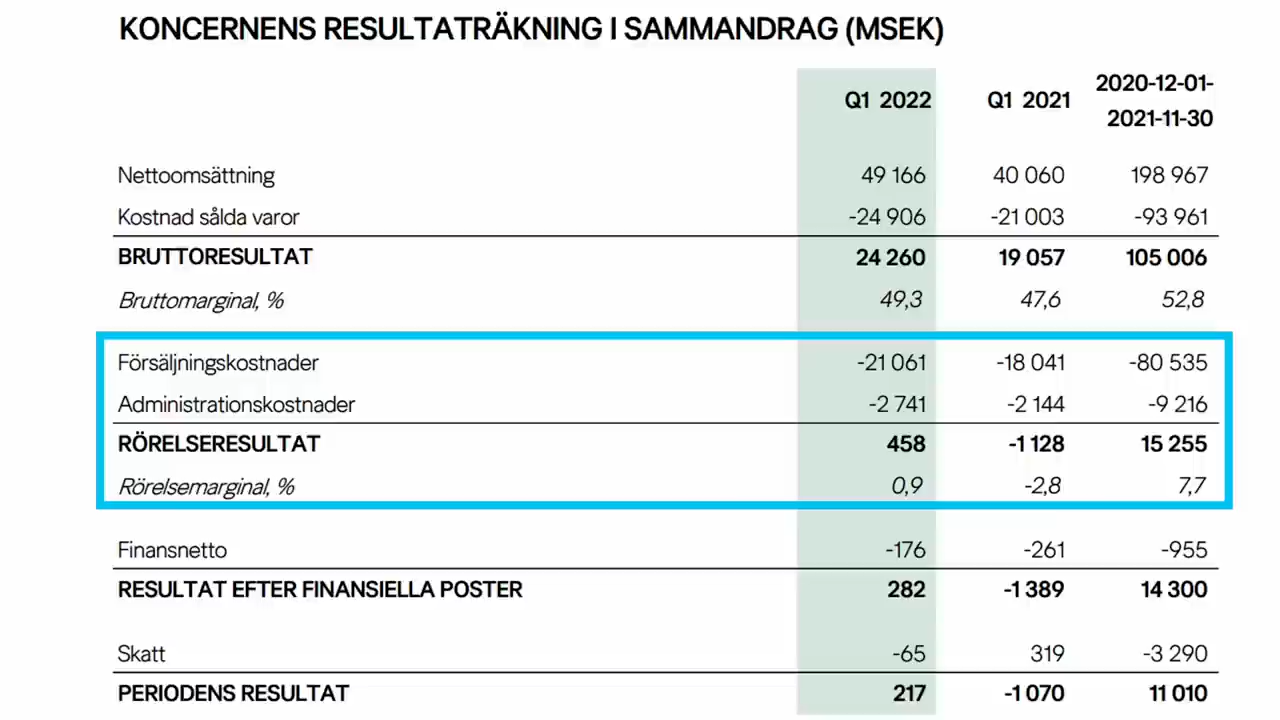 KONCERNENS RESULTATRÄKNING I SAMMANDRAG (MSEK)
Q1 2022 Q1 2021 2020-12-01-
2021-11-30
Nettoomsättning 49 166 40 060 198 967
Kostnad sålda varor -24 906 -21 003 -93 961
BRUTTORESULTAT 24 260 19 057 105 006
Bruttomarginal, % 49,3 47,6 52,8
Försäljningskostnader -21 061 -18 041 -80 535
Administrationskostnader -2 741 -2 144 -9 216
RÖRELSERESULTAT 458 -1 128 15 255
Rörelsemarginal, % 0,9 -2,8 7,7
Finansnetto -176 -261 -955
RESULTAT EFTER FINANSIELLA POSTER 282 -1 389 14 300
Skatt -65 319 -3 290
PERIODENS RESULTAT 217 -1 070 11 010